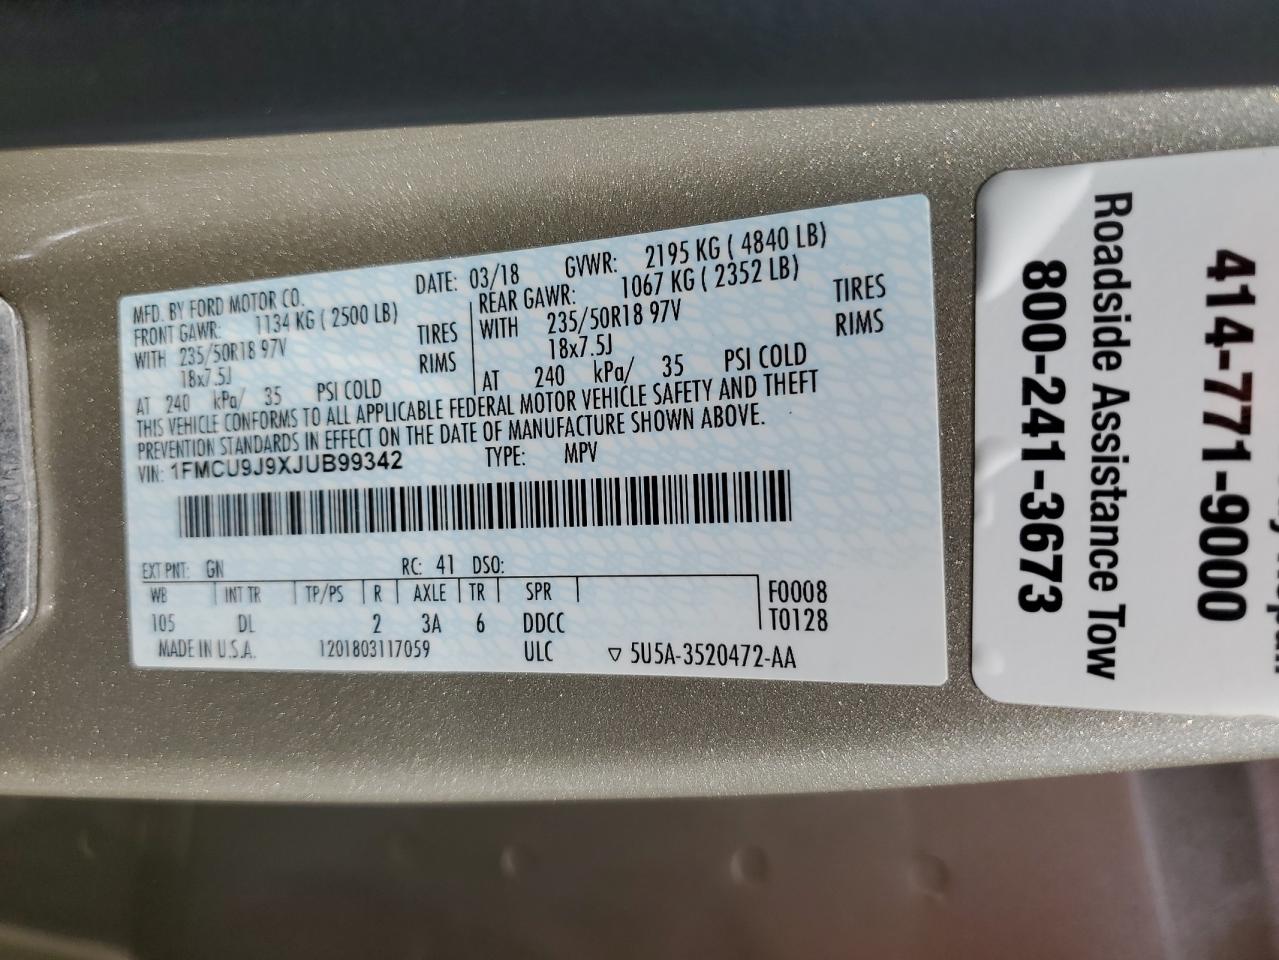 MFD. BY FORD MOTOR CO. DATE: 03/18 GVWR: 2195 KG ( 4840 LB)
FRONT GAWR: 1134 KG ( 2500 LB) REAR GAWR: 1067 KG ( 2352 LB)
WITH 235/50R18 97V TIRES WITH 235/50R18 97V TIRES
18x7.5J RIMS 18x7.5J RIMS
AT 240 kPa/ 35 PSI COLD AT 240 kPa/ 35 PSI COLD
THIS VEHICLE CONFORMS TO ALL APPLICABLE FEDERAL MOTOR VEHICLE SAFETY AND THEFT
PREVENTION STANDARDS IN EFFECT ON THE DATE OF MANUFACTURE SHOWN ABOVE.
VIN: 1FMCU9J9XJUB99342 TYPE: MPV
EXT PNT: GN RC: 41 DSO:
WB INT TR TP/PS R AXLE TR SPR F0008
105 DL 2 3A 6 DDCC T0128
MADE IN U.S.A. 1201803117059 ULC ▽ 5U5A-3520472-AA
414-771-9000
Roadside Assistance Tow
800-241-3673